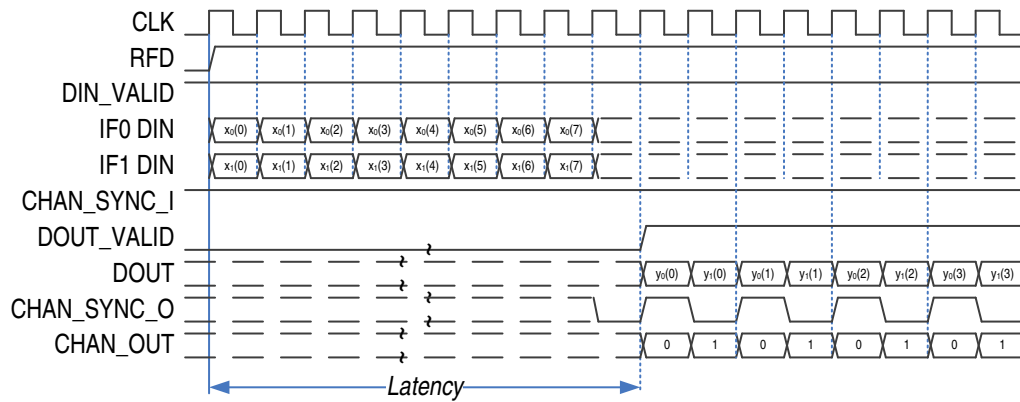 CLK
RFD
DIN_VALID
IF0 DIN x₀(0) x₀(1) x₀(2) x₀(3) x₀(4) x₀(5) x₀(6) x₀(7)
IF1 DIN x₁(0) x₁(1) x₁(2) x₁(3) x₁(4) x₁(5) x₁(6) x₁(7)
CHAN_SYNC_I
DOUT_VALID
DOUT y₀(0) y₁(0) y₀(1) y₁(1) y₀(2) y₁(2) y₀(3) y₁(3)
CHAN_SYNC_O
CHAN_OUT 0 1 0 1 0 1 0 1
Latency